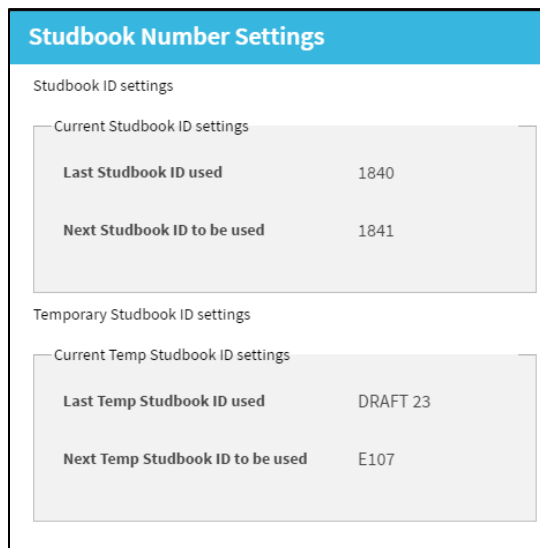 Studbook Number Settings
Studbook ID settings
Current Studbook ID settings
Last Studbook ID used 1840
Next Studbook ID to be used 1841
Temporary Studbook ID settings
Current Temp Studbook ID settings
Last Temp Studbook ID used DRAFT 23
Next Temp Studbook ID to be used E107